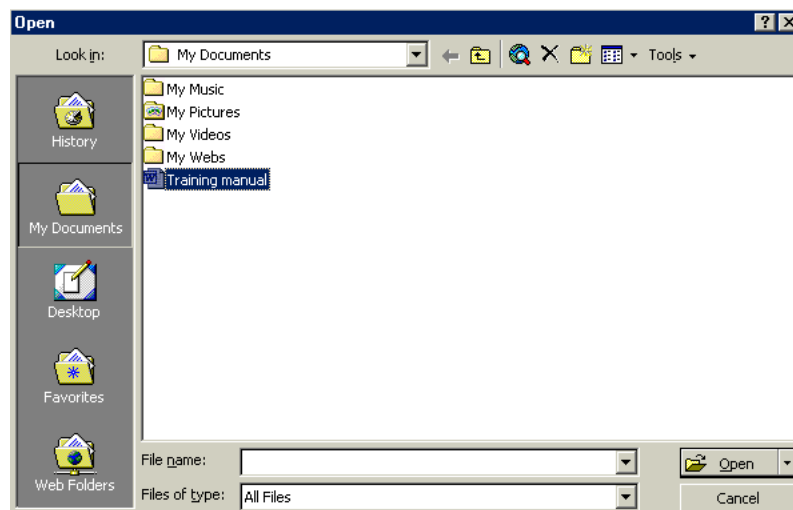 Open
Look in: My Documents Tools
History
My Documents
Desktop
Favorites
Web Folders
My Music
My Pictures
My Videos
My Webs
Training manual
File name: Open
Files of type: All Files Cancel